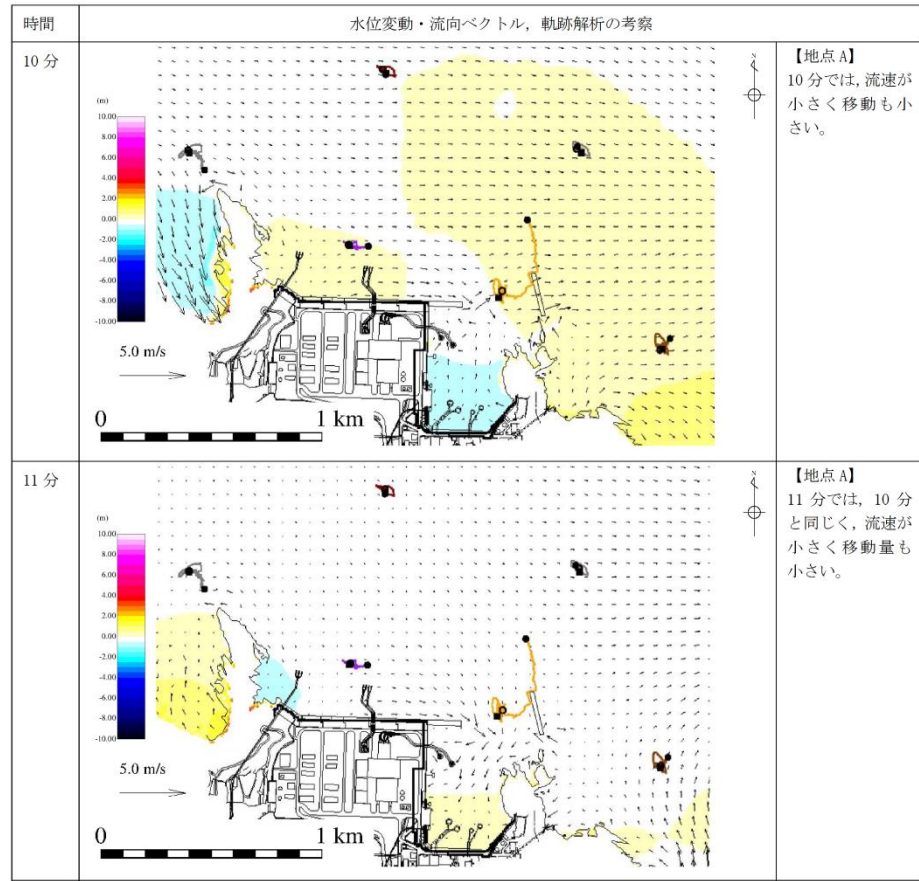 時間
水位変動・流向ベクトル，軌跡解析の考察
10 分
(m)
10.00
8.00
6.00
4.00
2.00
0.00
-2.00
-4.00
-6.00
-8.00
-10.00
5.0 m/s
0
1 km
N
【地点 A】
10 分では，流速が
小さく移動も小
さい。
11 分
(m)
10.00
8.00
6.00
4.00
2.00
0.00
-2.00
-4.00
-6.00
-8.00
-10.00
5.0 m/s
0
1 km
N
【地点 A】
11 分では，10 分
と同じく，流速が
小さく移動量も
小さい。